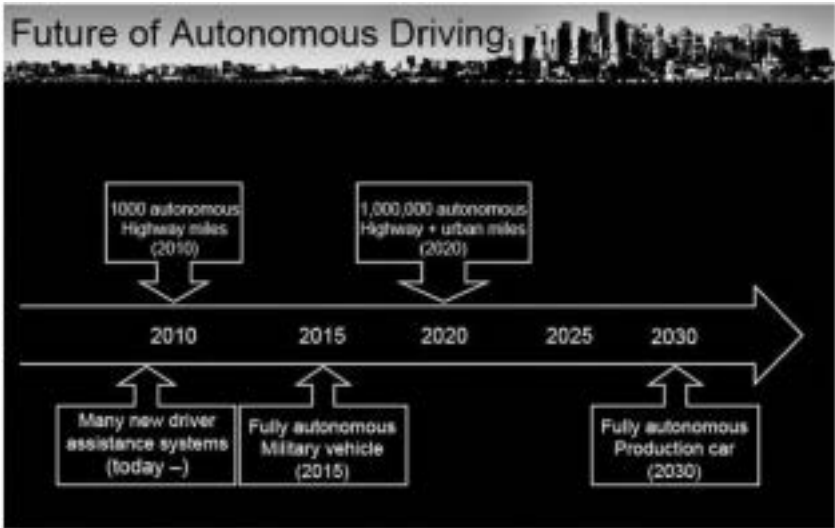 Future of Autonomous Driving
1000 autonomous
Highway miles
(2010)
1,000,000 autonomous
Highway + urban miles
(2020)
2010
2015
2020
2025
2030
Many new driver
assistance systems
(today –)
Fully autonomous
Military vehicle
(2015)
Fully autonomous
Production car
(2030)